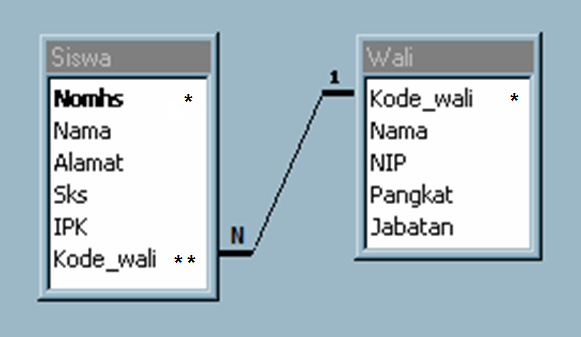 Siswa
Nomhs *
Nama
Alamat
Sks
IPK
Kode_wali **
N
1
Wali
Kode_wali *
Nama
NIP
Pangkat
Jabatan